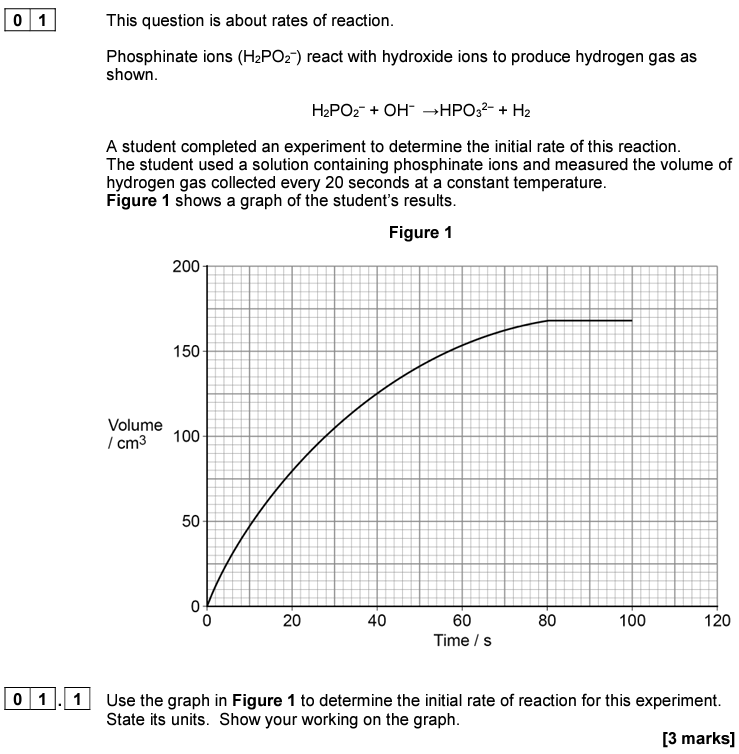 0 1 This question is about rates of reaction.
Phosphinate ions (H₂PO₂⁻) react with hydroxide ions to produce hydrogen gas as
shown.
H₂PO₂⁻ + OH⁻ →HPO₃²⁻ + H₂
A student completed an experiment to determine the initial rate of this reaction.
The student used a solution containing phosphinate ions and measured the volume of
hydrogen gas collected every 20 seconds at a constant temperature.
Figure 1 shows a graph of the student’s results.
Figure 1
200
150
Volume
/ cm³
100
50
0
0 20 40 60 80 100 120
Time / s
0 1 . 1 Use the graph in Figure 1 to determine the initial rate of reaction for this experiment.
State its units. Show your working on the graph.
[3 marks]